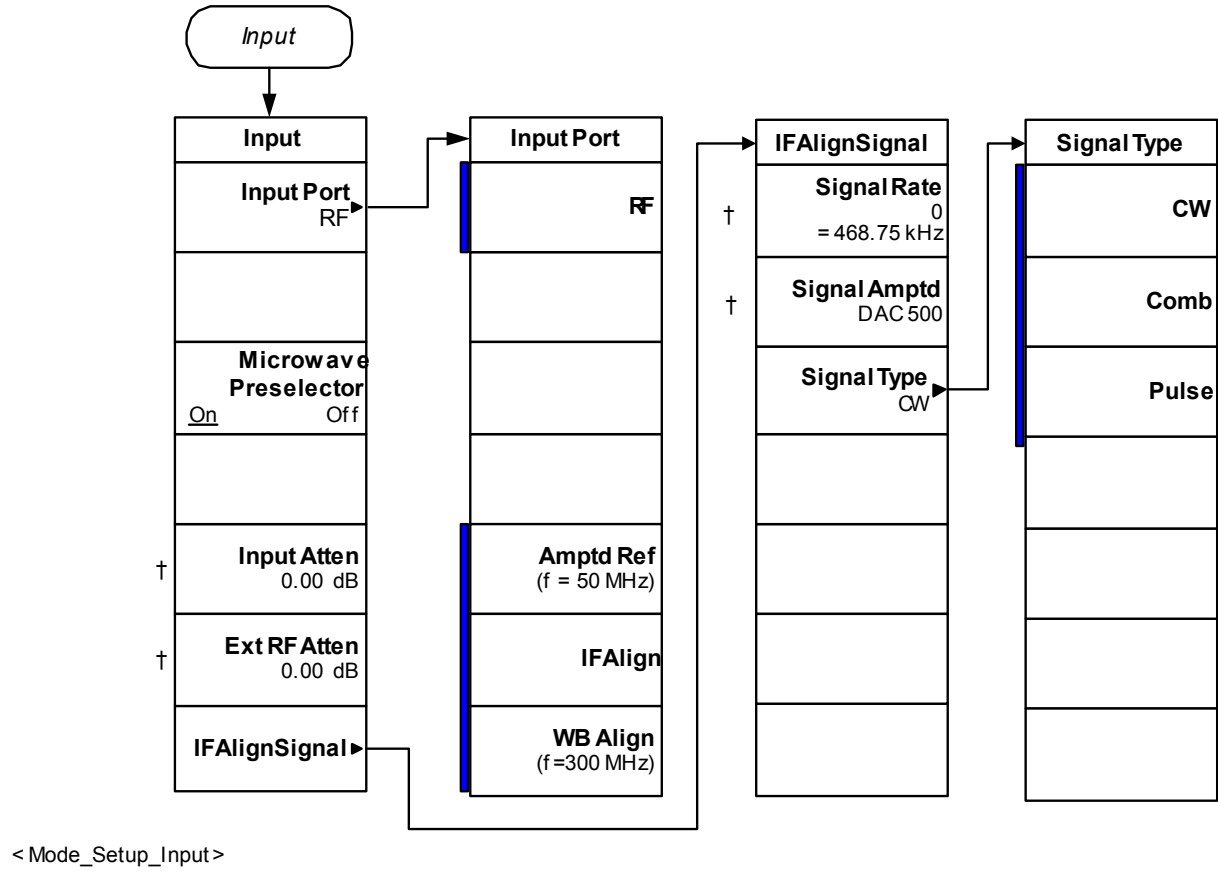 Input
Input
Input Port
RF
Microwave
Preselector
On Off
†
Input Atten
0.00 dB
†
Ext RF Atten
0.00 dB
IFAlignSignal
Input Port
RF
Amptd Ref
(f = 50 MHz)
IFAlign
WB Align
(f =300 MHz)
IFAlignSignal
†
Signal Rate
0
= 468.75 kHz
†
Signal Amptd
DAC 500
Signal Type
CW
Signal Type
CW
Comb
Pulse
< Mode_Setup_Input >